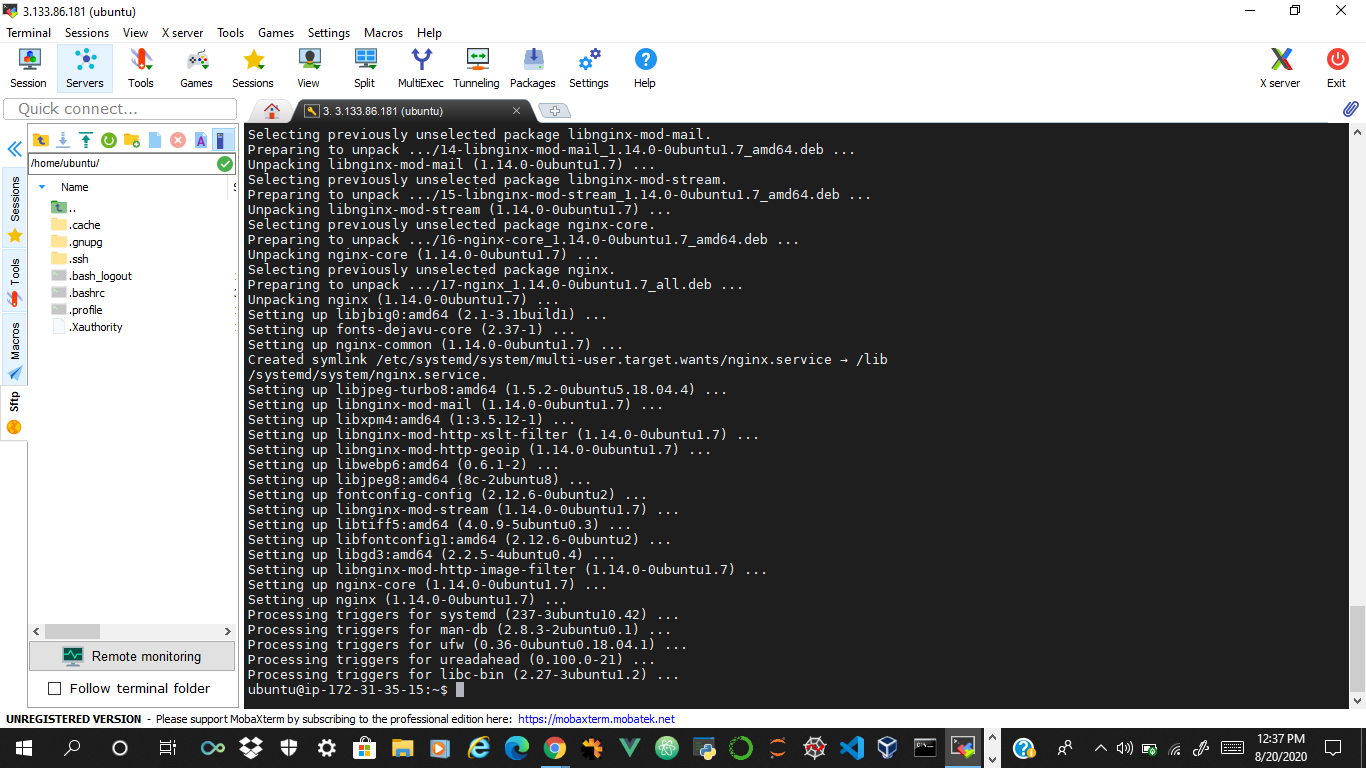 3.133.86.181 (ubuntu)
Terminal Sessions View X server Tools Games Settings Macros Help
Session Servers Tools Games Sessions View Split MultiExec Tunneling Packages Settings Help X server Exit
Quick connect...
3. 3.133.86.181 (ubuntu)
/home/ubuntu/
Name
..
.cache
.gnupg
.ssh
.bash_logout
.bashrc
.profile
.Xauthority
Sessions
Tools
Macros
Sftp
Remote monitoring
Follow terminal folder
Selecting previously unselected package libnginx-mod-mail.
Preparing to unpack .../14-libnginx-mod-mail_1.14.0-0ubuntu1.7_amd64.deb ...
Unpacking libnginx-mod-mail (1.14.0-0ubuntu1.7) ...
Selecting previously unselected package libnginx-mod-stream.
Preparing to unpack .../15-libnginx-mod-stream_1.14.0-0ubuntu1.7_amd64.deb ...
Unpacking libnginx-mod-stream (1.14.0-0ubuntu1.7) ...
Selecting previously unselected package nginx-core.
Preparing to unpack .../16-nginx-core_1.14.0-0ubuntu1.7_amd64.deb ...
Unpacking nginx-core (1.14.0-0ubuntu1.7) ...
Selecting previously unselected package nginx.
Preparing to unpack .../17-nginx_1.14.0-0ubuntu1.7_all.deb ...
Unpacking nginx (1.14.0-0ubuntu1.7) ...
Setting up libjbig0:amd64 (2.1-3.1build1) ...
Setting up fonts-dejavu-core (2.37-1) ...
Setting up nginx-common (1.14.0-0ubuntu1.7) ...
Created symlink /etc/systemd/system/multi-user.target.wants/nginx.service → /lib
/systemd/system/nginx.service.
Setting up libjpeg-turbo8:amd64 (1.5.2-0ubuntu5.18.04.4) ...
Setting up libnginx-mod-mail (1.14.0-0ubuntu1.7) ...
Setting up libxpm4:amd64 (1:3.5.12-1) ...
Setting up libnginx-mod-http-xslt-filter (1.14.0-0ubuntu1.7) ...
Setting up libnginx-mod-http-geoip (1.14.0-0ubuntu1.7) ...
Setting up libwebp6:amd64 (0.6.1-2) ...
Setting up libjpeg8:amd64 (8c-2ubuntu8) ...
Setting up fontconfig-config (2.12.6-0ubuntu2) ...
Setting up libnginx-mod-stream (1.14.0-0ubuntu1.7) ...
Setting up libtiff5:amd64 (4.0.9-5ubuntu0.3) ...
Setting up libfontconfig1:amd64 (2.12.6-0ubuntu2) ...
Setting up libgd3:amd64 (2.2.5-4ubuntu0.4) ...
Setting up libnginx-mod-http-image-filter (1.14.0-0ubuntu1.7) ...
Setting up nginx-core (1.14.0-0ubuntu1.7) ...
Setting up nginx (1.14.0-0ubuntu1.7) ...
Processing triggers for systemd (237-3ubuntu10.42) ...
Processing triggers for man-db (2.8.3-2ubuntu0.1) ...
Processing triggers for ufw (0.36-0ubuntu0.18.04.1) ...
Processing triggers for ureadahead (0.100.0-21) ...
Processing triggers for libc-bin (2.27-3ubuntu1.2) ...
ubuntu@ip-172-31-35-15:~$
UNREGISTERED VERSION - Please support MobaXterm by subscribing to the professional edition here: https://mobaxterm.mobatek.net
12:37 PM
8/20/2020